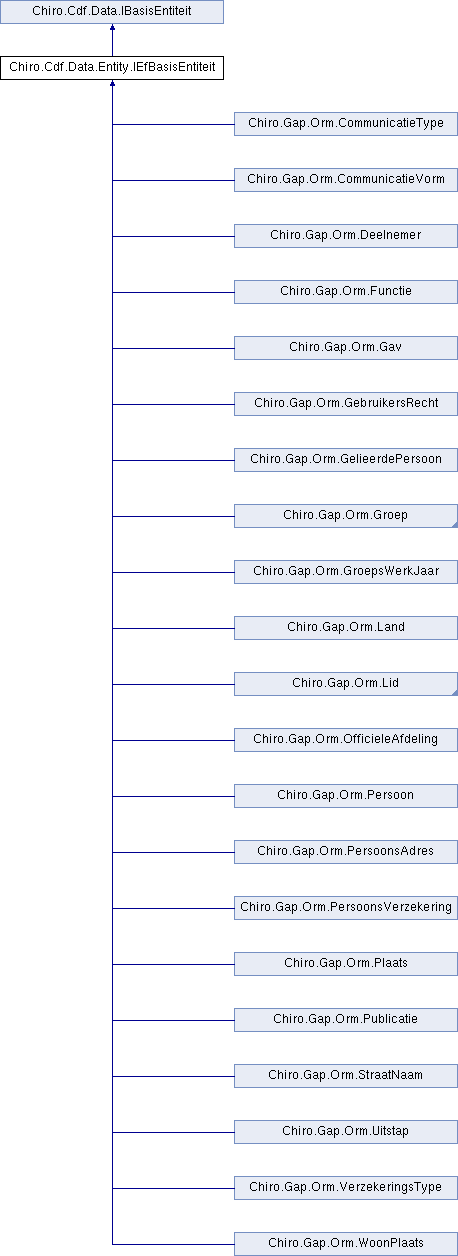 Chiro.Cdf.Data.IBasisEntiteit
Chiro.Cdf.Data.Entity.IEfBasisEntiteit
Chiro.Gap.Orm.CommunicatieType
Chiro.Gap.Orm.CommunicatieVorm
Chiro.Gap.Orm.Deelnemer
Chiro.Gap.Orm.Functie
Chiro.Gap.Orm.Gav
Chiro.Gap.Orm.GebruikersRecht
Chiro.Gap.Orm.GelieerdePersoon
Chiro.Gap.Orm.Groep
Chiro.Gap.Orm.GroepsWerkJaar
Chiro.Gap.Orm.Land
Chiro.Gap.Orm.Lid
Chiro.Gap.Orm.OfficieleAfdeling
Chiro.Gap.Orm.Persoon
Chiro.Gap.Orm.PersoonsAdres
Chiro.Gap.Orm.PersoonsVerzekering
Chiro.Gap.Orm.Plaats
Chiro.Gap.Orm.Publicatie
Chiro.Gap.Orm.StraatNaam
Chiro.Gap.Orm.Uitstap
Chiro.Gap.Orm.VerzekeringsType
Chiro.Gap.Orm.WoonPlaats